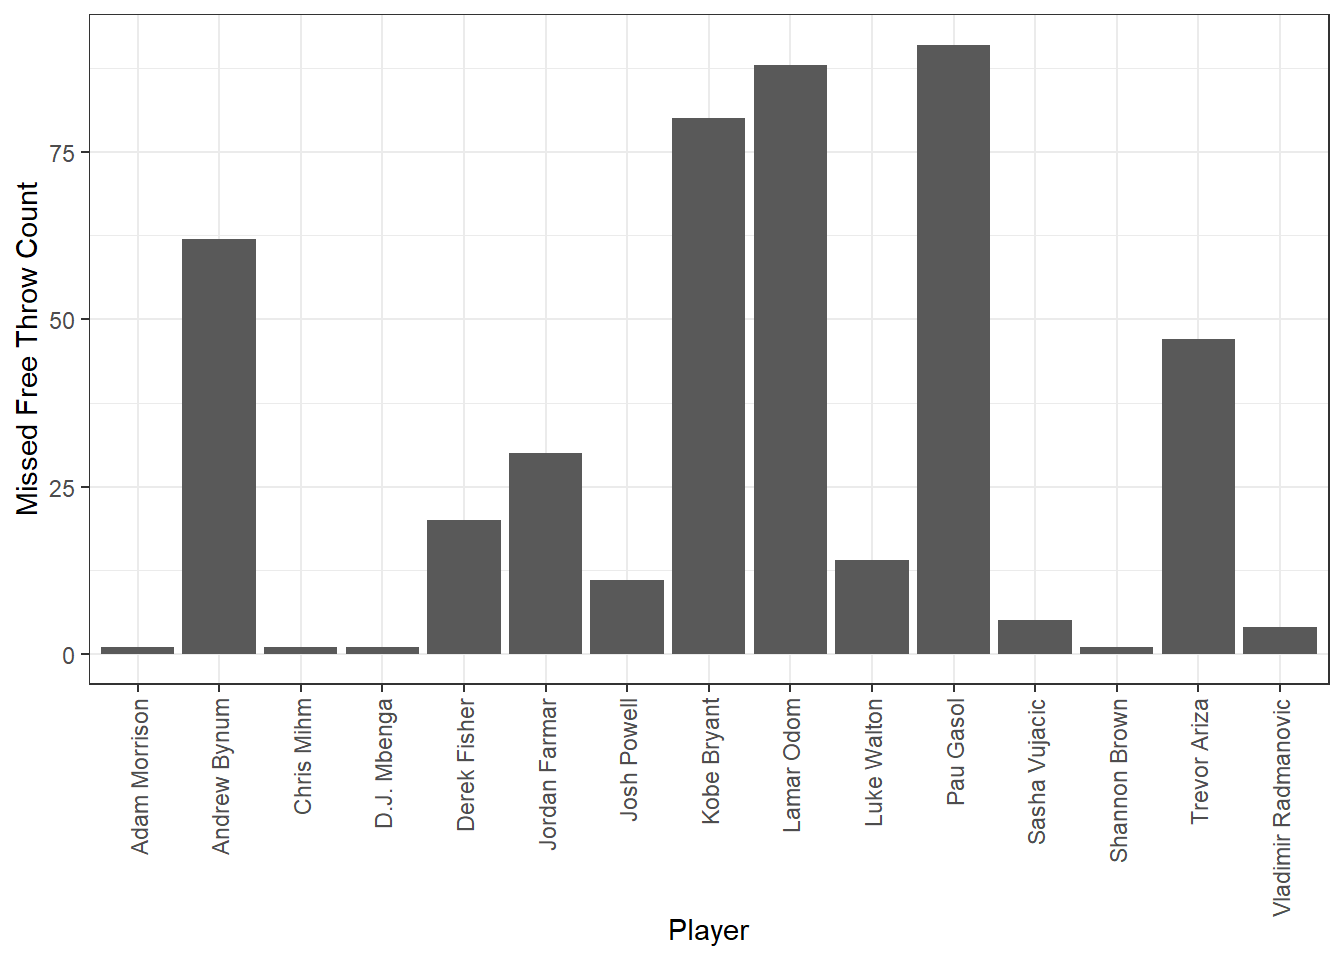 Missed Free Throw Count
75
50
25
0
Adam Morrison
Andrew Bynum
Chris Mihm
D.J. Mbenga
Derek Fisher
Jordan Farmar
Josh Powell
Kobe Bryant
Lamar Odom
Luke Walton
Pau Gasol
Sasha Vujacic
Shannon Brown
Trevor Ariza
Vladimir Radmanovic
Player